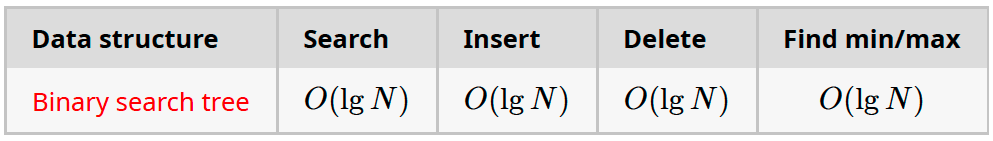 Data structure Search Insert Delete Find min/max
Binary search tree O(lg N) O(lg N) O(lg N) O(lg N)